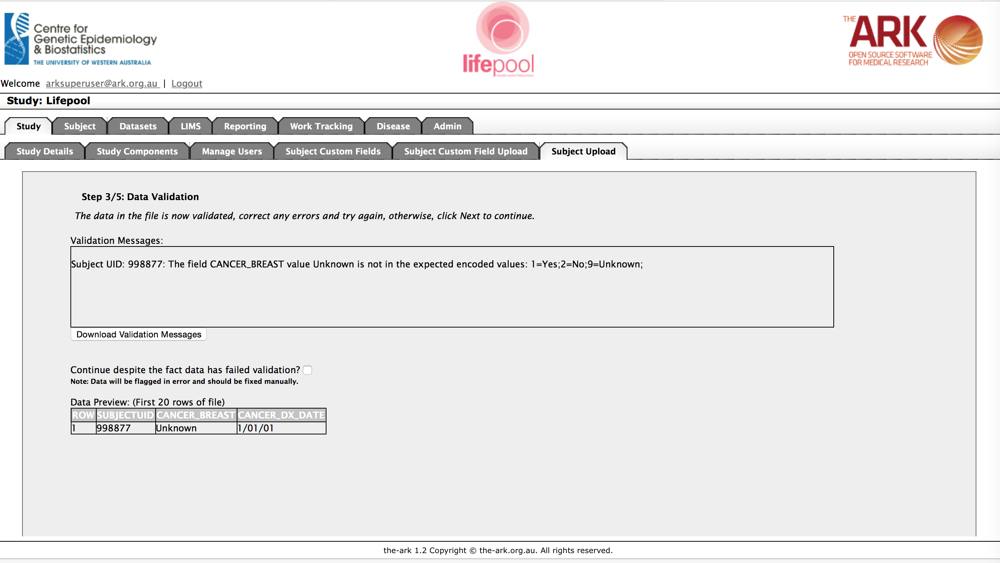 Centre for
Genetic Epidemiology
& Biostatistics
THE UNIVERSITY OF WESTERN AUSTRALIA
lifepool
THE ARK
OPEN SOURCE SOFTWARE
FOR MEDICAL RESEARCH
Welcome arksuperuser@ark.org.au | Logout
Study: Lifepool
Study Subject Datasets LIMS Reporting Work Tracking Disease Admin
Study Details Study Components Manage Users Subject Custom Fields Subject Custom Field Upload Subject Upload
Step 3/5: Data Validation
The data in the file is now validated, correct any errors and try again, otherwise, click Next to continue.
Validation Messages:
Subject UID: 998877: The field CANCER_BREAST value Unknown is not in the expected encoded values: 1=Yes;2=No;9=Unknown;
Download Validation Messages
Continue despite the fact data has failed validation?
Note: Data will be flagged in error and should be fixed manually.
Data Preview: (First 20 rows of file)
ROW SUBJECTUID CANCER_BREAST CANCER_DX_DATE
1 998877 Unknown 1/01/01
the-ark 1.2 Copyright © the-ark.org.au. All rights reserved.